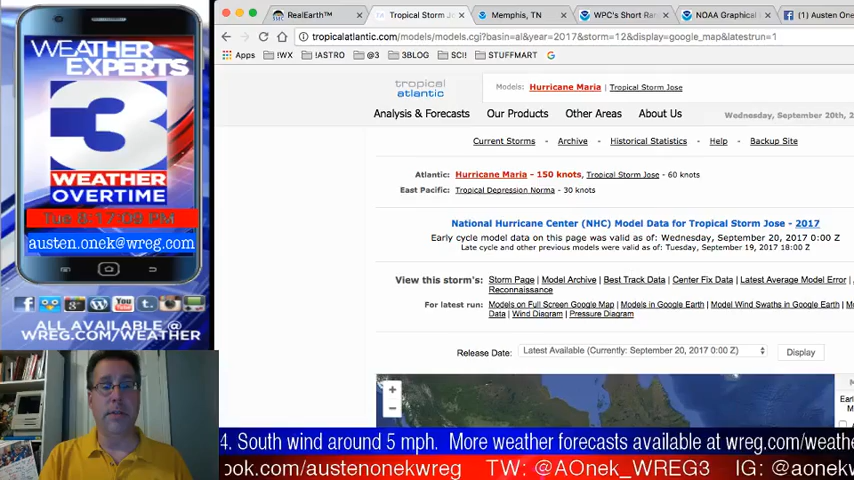 RealEarth™
Tropical Storm J
Memphis, TN
WPC's Short Ran
NOAA Graphical
(1) Austen On
tropicalatlantic.com/models/models.cgi?basin=al&year=2017&storm=12&display=google_map&latestrun=1
Apps
!WX
!ASTRO
@3
3BLOG
SCI!
STUFFMART
WEATHER
EXPERTS
3
WEATHER
OVERTIME
Tue 8:17:09 PM
austen.onek@wreg.com
ALL AVAILABLE @
WREG.COM/WEATHER
tropical
atlantic
Models: Hurricane Maria | Tropical Storm Jose
Analysis & Forecasts
Our Products
Other Areas
About Us
Wednesday, September 20th, 2
Current Storms - Archive - Historical Statistics - Help - Backup Site
Atlantic: Hurricane Maria - 150 knots, Tropical Storm Jose - 60 knots
East Pacific: Tropical Depression Norma - 30 knots
National Hurricane Center (NHC) Model Data for Tropical Storm Jose - 2017
Early cycle model data on this page was valid as of: Wednesday, September 20, 2017 0:00 Z
Late cycle and other previous models were valid as of: Tuesday, September 19, 2017 18:00 Z
View this storm's: Storm Page | Model Archive | Best Track Data | Center Fix Data | Latest Average Model Error |
Reconnaissance
For latest run: Models on Full Screen Google Map | Models in Google Earth | Model Wind Swaths in Google Earth | M
Data | Wind Diagram | Pressure Diagram
Release Date: Latest Available (Currently: September 20, 2017 0:00 Z)
Display
+
−
Earl
4. South wind around 5 mph. More weather forecasts available at wreg.com/weathe
ook.com/austenonekwreg TW: @AOnek_WREG3 IG: @aonekw